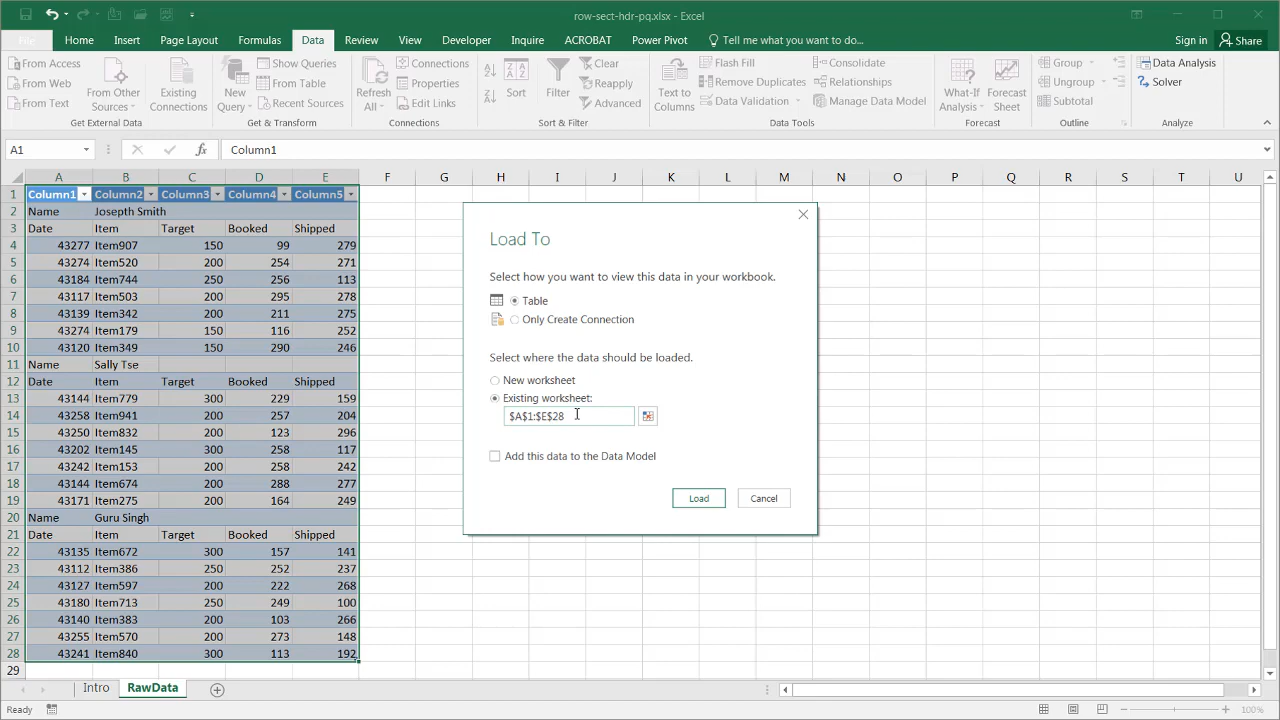 row-sect-hdr-pq.xlsx - Excel
File Home Insert Page Layout Formulas Data Review View Developer Inquire ACROBAT Power Pivot Tell me what you want to do... Sign in Share
From Access
From Web
From Text
From Other Sources
Existing Connections
Get External Data
New Query
Show Queries
From Table
Recent Sources
Get & Transform
Refresh All
Connections
Properties
Edit Links
Connections
Sort
Filter
Clear
Reapply
Advanced
Sort & Filter
Text to Columns
Flash Fill
Remove Duplicates
Data Validation
Consolidate
Relationships
Manage Data Model
Data Tools
What-If Analysis
Forecast Sheet
Forecast
Group
Ungroup
Subtotal
Outline
Data Analysis
Solver
Analyze
A1 fx Column1
A B C D E F G H I J K L M N O P Q R S T U
1 Column1 Column2 Column3 Column4 Column5
2 Name Josepth Smith
3 Date Item Target Booked Shipped
4 43277 Item907 150 99 279
5 43274 Item520 200 254 271
6 43184 Item744 250 256 113
7 43117 Item503 200 295 278
8 43139 Item342 200 211 275
9 43274 Item179 150 116 252
10 43120 Item349 150 290 246
11 Name Sally Tse
12 Date Item Target Booked Shipped
13 43144 Item779 300 229 159
14 43258 Item941 200 257 204
15 43250 Item832 200 123 296
16 43202 Item145 300 258 117
17 43242 Item153 200 258 242
18 43144 Item674 200 288 277
19 43171 Item275 200 164 249
20 Name Guru Singh
21 Date Item Target Booked Shipped
22 43135 Item672 300 157 141
23 43112 Item386 250 252 237
24 43127 Item597 200 222 268
25 43180 Item713 250 249 100
26 43140 Item383 200 103 266
27 43255 Item570 200 273 148
28 43241 Item840 300 113 192
29
Load To
Select how you want to view this data in your workbook.
Table
Only Create Connection
Select where the data should be loaded.
New worksheet
Existing worksheet:
$A$1:$E$28
Add this data to the Data Model
Load Cancel
Intro RawData
Ready 100%